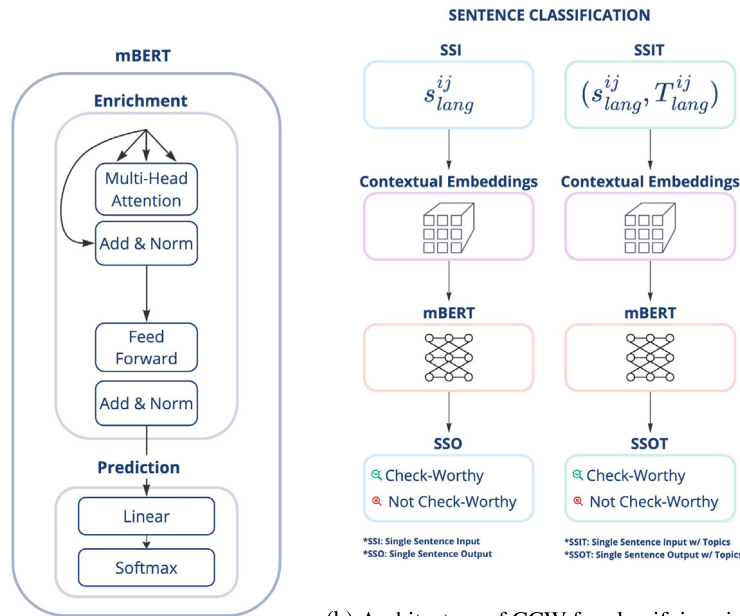 mBERT
Enrichment
Multi-Head
Attention
Add & Norm
Feed
Forward
Add & Norm
Prediction
Linear
Softmax
SENTENCE CLASSIFICATION
SSI
s^{ij}_{lang}
Contextual Embeddings
mBERT
SSO
Check-Worthy
Not Check-Worthy
*SSI: Single Sentence Input
*SSO: Single Sentence Output
SSIT
(s^{ij}_{lang}, T^{ij}_{lang})
Contextual Embeddings
mBERT
SSOT
Check-Worthy
Not Check-Worthy
*SSIT: Single Sentence Input w/ Topics
*SSOT: Single Sentence Output w/ Topics